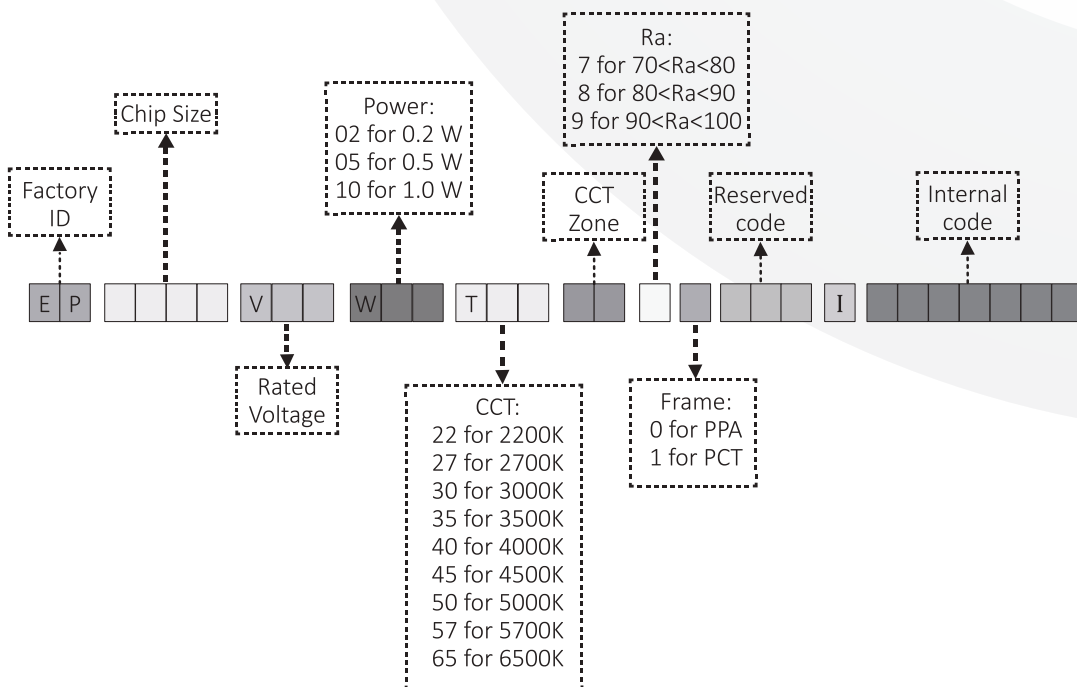 Ra:
7 for 70<Ra<80
8 for 80<Ra<90
9 for 90<Ra<100
Power:
02 for 0.2 W
05 for 0.5 W
10 for 1.0 W
Chip Size
Factory
ID
CCT
Zone
Reserved
code
Internal
code
E P V W T I
Rated
Voltage
CCT:
22 for 2200K
27 for 2700K
30 for 3000K
35 for 3500K
40 for 4000K
45 for 4500K
50 for 5000K
57 for 5700K
65 for 6500K
Frame:
0 for PPA
1 for PCT